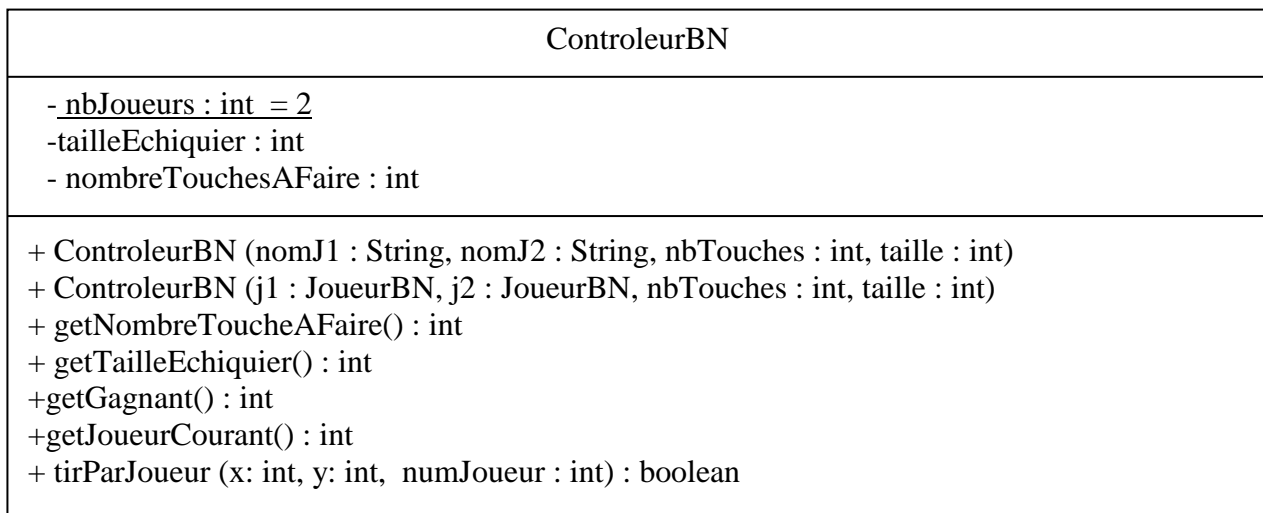 ControleurBN
- nbJoueurs : int = 2
-tailleEchiquier : int
- nombreTouchesAFaire : int
+ ControleurBN (nomJ1 : String, nomJ2 : String, nbTouches : int, taille : int)
+ ControleurBN (j1 : JoueurBN, j2 : JoueurBN, nbTouches : int, taille : int)
+ getNombreToucheAFaire() : int
+ getTailleEchiquier() : int
+getGagnant() : int
+getJoueurCourant() : int
+ tirParJoueur (x: int, y: int, numJoueur : int) : boolean